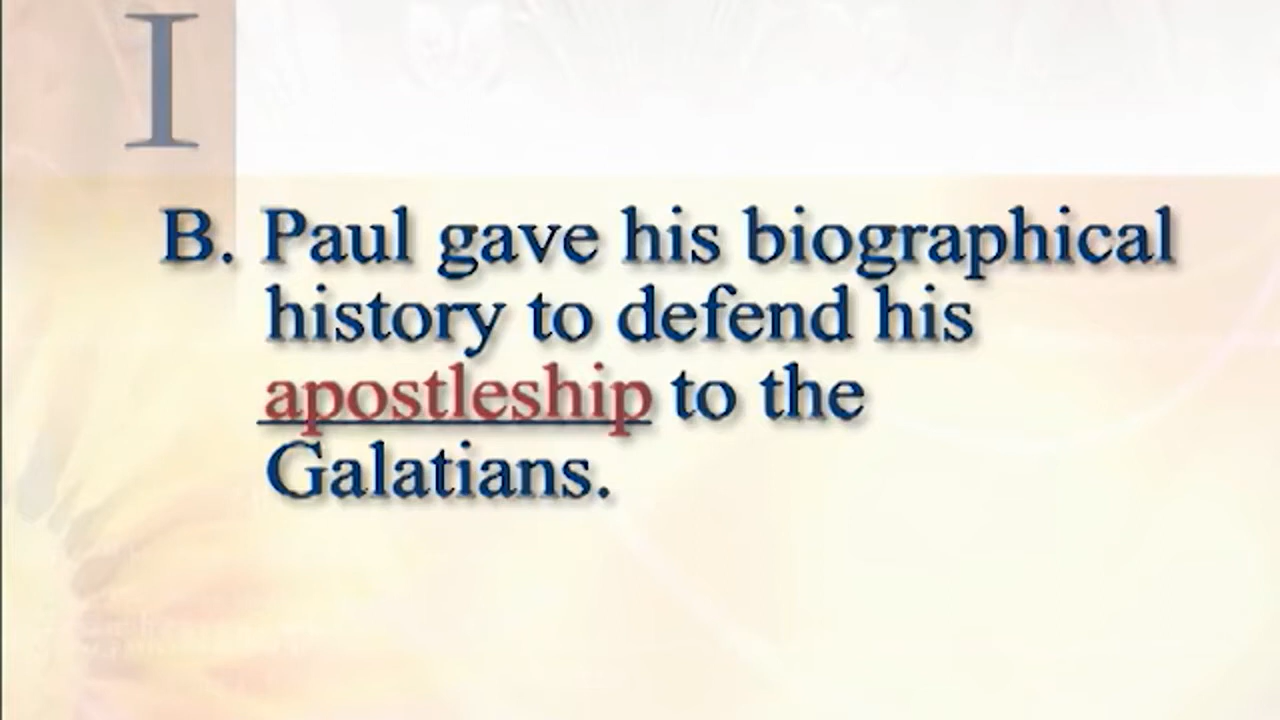 I
B. Paul gave his biographical
history to defend his
apostleship to the
Galatians.